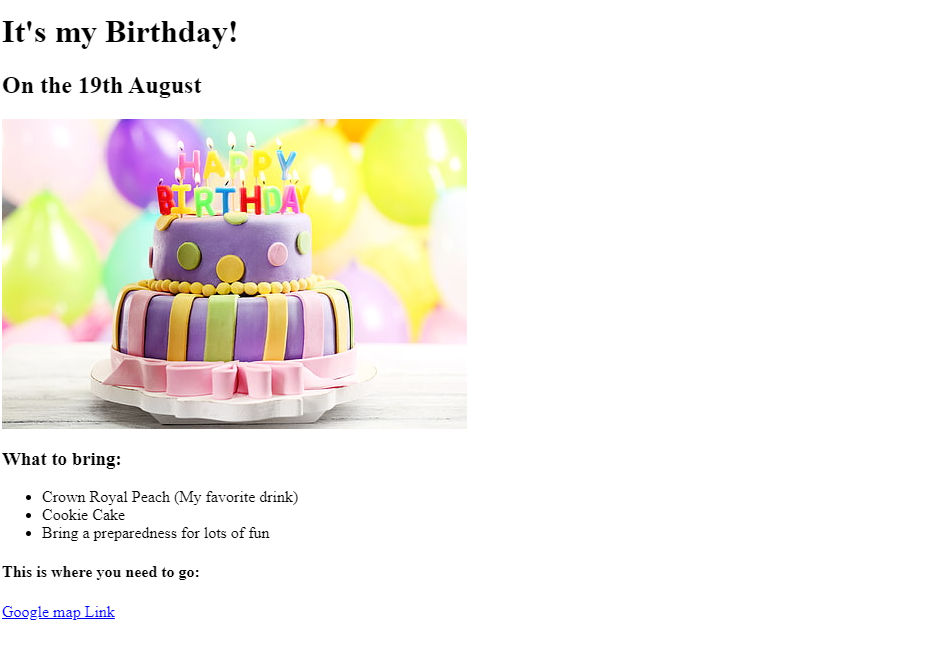 It's my Birthday!
On the 19th August
HAPPY
BIRTHDAY
What to bring:
Crown Royal Peach (My favorite drink)
Cookie Cake
Bring a preparedness for lots of fun
This is where you need to go:
Google map Link